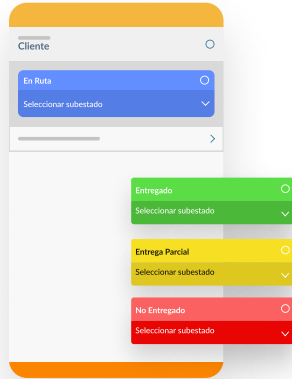 Cliente
En Ruta
Seleccionar subestado
Entregado
Seleccionar subestado
Entrega Parcial
Seleccionar subestado
No Entregado
Seleccionar subestado